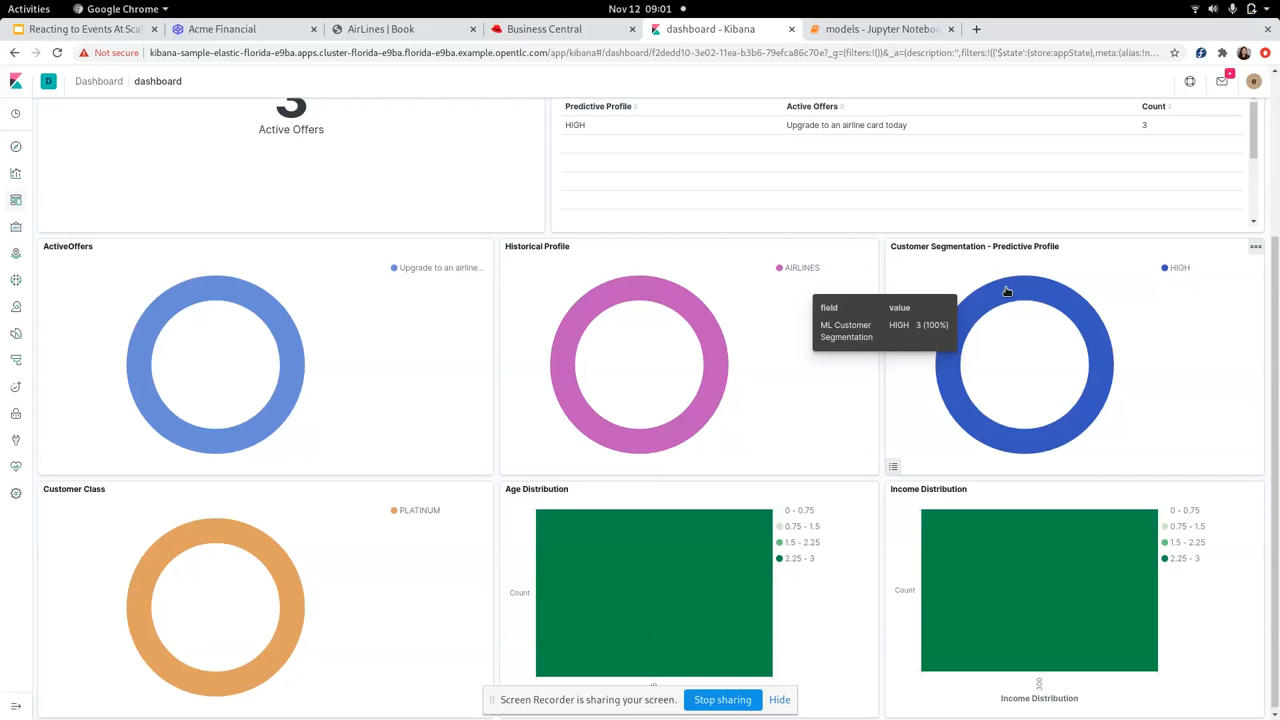 Activities
Google Chrome
Nov 12 09:01
Reacting to Events At Scal
Acme Financial
AirLines | Book
Business Central
dashboard - Kibana
models - Jupyter Noteboo
Not secure
kibana-sample-elastic-florida-e9ba.apps.cluster-florida-e9ba.florida-e9ba.example.opentlc.com/app/kibana#/dashboard/f2dedd10-3e02-11ea-b3b6-79efca86c70e?_g=(filters:!())&_a=(description:'',filters:!(('$state':(store:appState),meta:(alias:!n...
D
Dashboard
dashboard
e
3
Active Offers
Predictive Profile
Active Offers
Count
HIGH
Upgrade to an airline card today
3
ActiveOffers
Upgrade to an airline...
Historical Profile
AIRLINES
Customer Segmentation - Predictive Profile
HIGH
field
value
ML Customer
Segmentation
HIGH
3 (100%)
Customer Class
PLATINUM
Age Distribution
0 - 0.75
0.75 - 1.5
1.5 - 2.25
2.25 - 3
Count
Income Distribution
0 - 0.75
0.75 - 1.5
1.5 - 2.25
2.25 - 3
Count
300
Income Distribution
Screen Recorder is sharing your screen.
Stop sharing
Hide